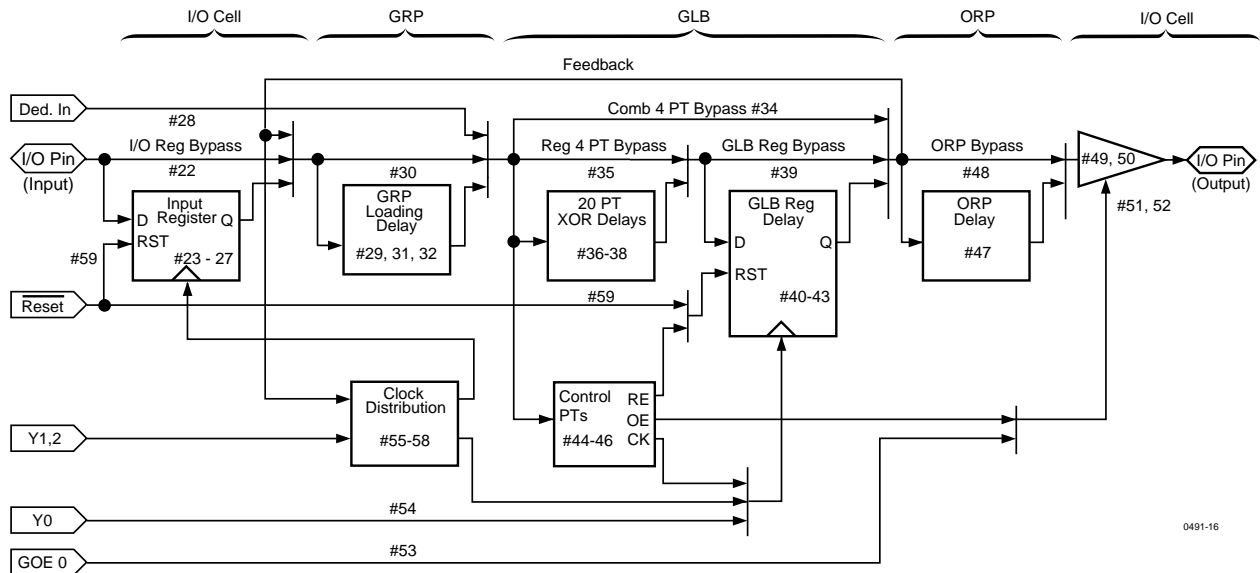 I/O Cell GRP GLB ORP I/O Cell
Feedback
Ded. In
#28
Comb 4 PT Bypass #34
I/O Pin
(Input)
I/O Reg Bypass
#22
#30
Reg 4 PT Bypass
#35
GLB Reg Bypass
#39
ORP Bypass
#48
#49, 50
I/O Pin
(Output)
#51, 52
Input
Register
D Q
RST
#23 - 27
#59
GRP
Loading
Delay
#29, 31, 32
20 PT
XOR Delays
#36-38
GLB Reg
Delay
D Q
RST
#40-43
ORP
Delay
#47
Reset
#59
Clock
Distribution
#55-58
Control
PTs
#44-46
RE
OE
CK
Y1,2
Y0
#54
GOE 0
#53
0491-16